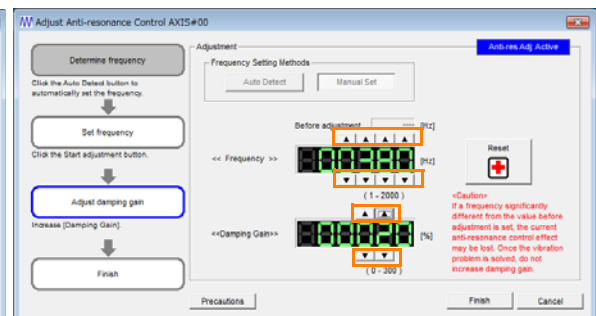 Adjust Anti-resonance Control AXIS#00
Determine frequency
Click the Auto Detect button to
automatically set the frequency.
Set frequency
Click the Start adjustment button.
Adjust damping gain
Increase [Damping Gain].
Finish
Adjustment
Anti-res Adj Active
Frequency Setting Methods
Auto Detect
Manual Set
Before adjustment
---- [Hz]
<< Frequency >>
[Hz]
( 1 - 2000 )
<<Damping Gain>>
[%]
( 0 - 300 )
Reset
<Caution>
If a frequency significantly
different from the value before
adjustment is set, the current
anti-resonance control effect
may be lost. Once the vibration
problem is solved, do not
increase damping gain.
Precautions
Finish
Cancel